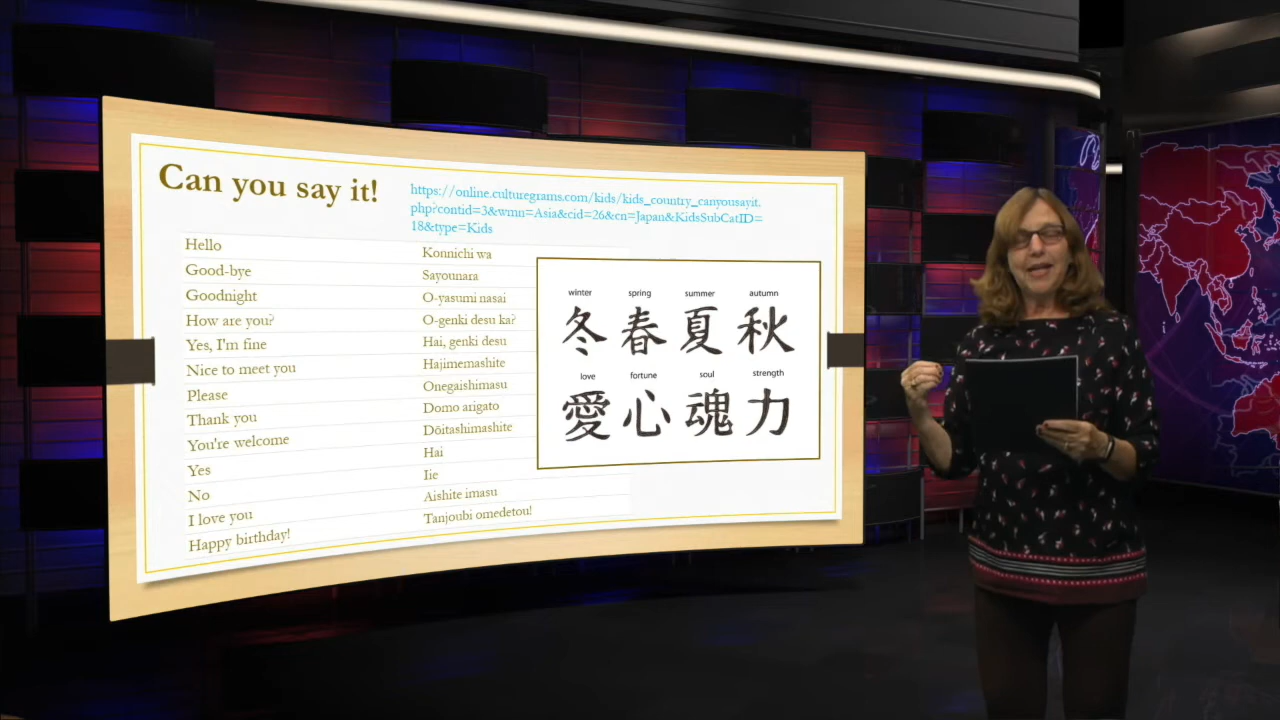 Can you say it!
https://online.culturegrams.com/kids/kids_country_canyousayit.
php?contid=3&wmn=Asia&cid=26&cn=Japan&KidsSubCatID=
18&type=Kids
Hello Konnichi wa
Good-bye Sayounara
Goodnight O-yasumi nasai
How are you? O-genki desu ka?
Yes, I'm fine Hai, genki desu
Nice to meet you Hajimemashite
Please Onegaishimasu
Thank you Domo arigato
You're welcome Dōitashimashite
Yes Hai
No Iie
I love you Aishite imasu
Happy birthday! Tanjoubi omedetou!
winter spring summer autumn
冬 春 夏 秋
love fortune soul strength
愛 心 魂 力